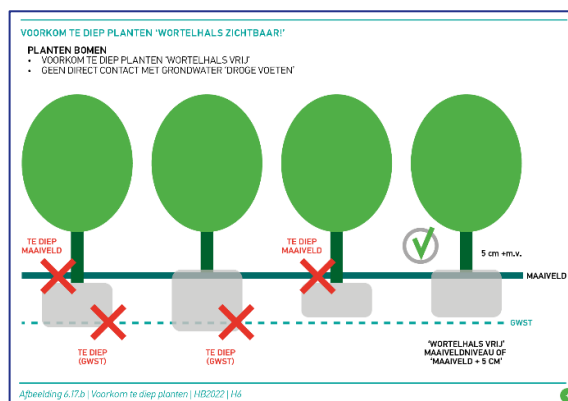 VOORKOM TE DIEP PLANTEN ‘WORTELHALS ZICHTBAAR!’
PLANTEN BOMEN
• VOORKOM TE DIEP PLANTEN ‘WORTELHALS VRIJ’
• GEEN DIRECT CONTACT MET GRONDWATER ‘DROGE VOETEN’
TE DIEP
MAAIVELD
TE DIEP
MAAIVELD
5 cm +m.v.
MAAIVELD
GWST
TE DIEP
(GWST)
TE DIEP
(GWST)
‘WORTELHALS VRIJ’
MAAIVELDNIVEAU OF
‘MAAIVELD + 5 CM’
Afbeelding 6.17.b | Voorkom te diep planten | HB2022 | H6